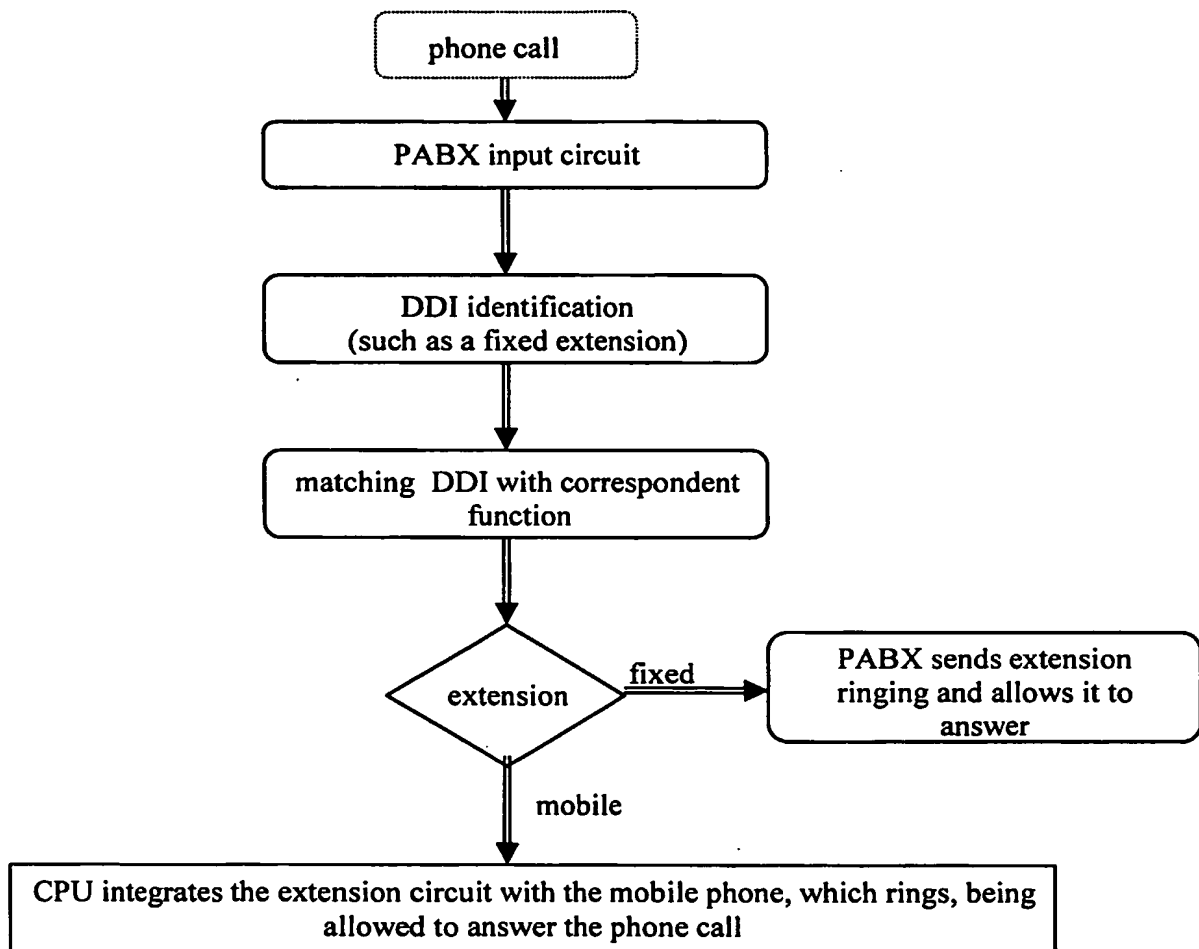 phone call
PABX input circuit
DDI identification
(such as a fixed extension)
matching DDI with correspondent
function
extension
fixed
PABX sends extension
ringing and allows it to
answer
mobile
CPU integrates the extension circuit with the mobile phone, which rings, being
allowed to answer the phone call